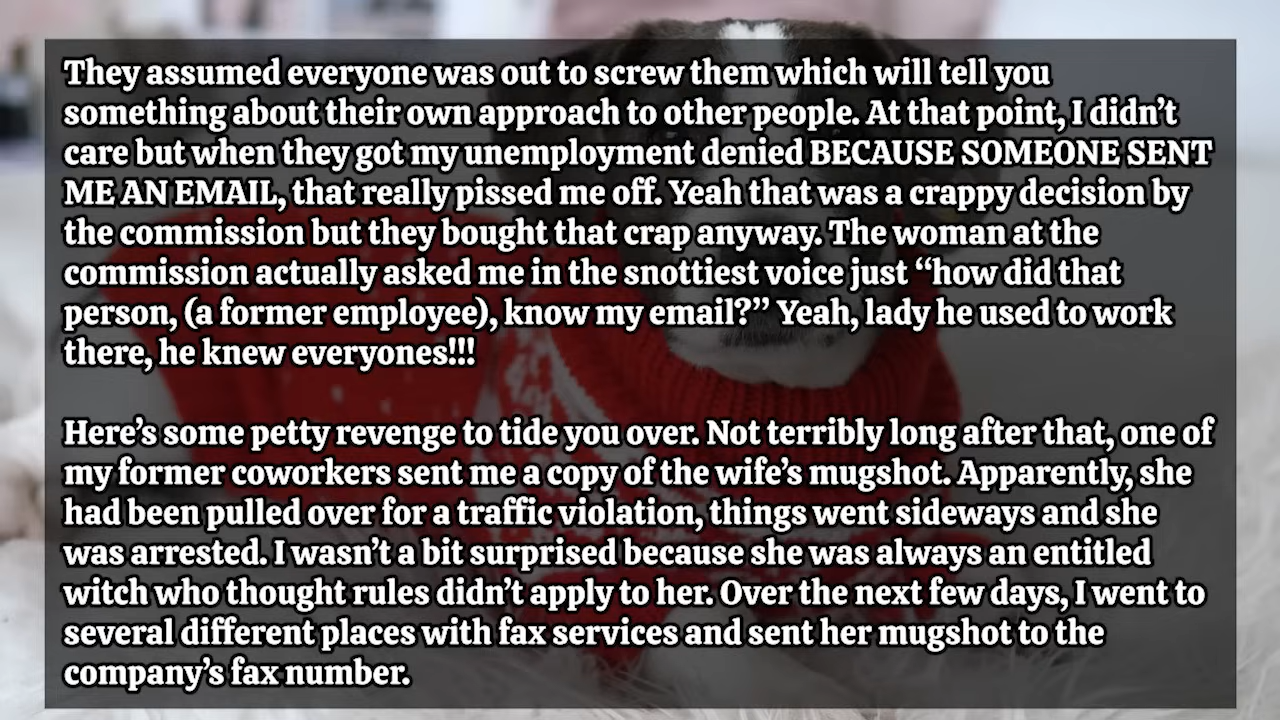 They assumed everyone was out to screw them which will tell you
something about their own approach to other people. At that point, I didn’t
care but when they got my unemployment denied BECAUSE SOMEONE SENT
ME AN EMAIL, that really pissed me off. Yeah that was a crappy decision by
the commission but they bought that crap anyway. The woman at the
commission actually asked me in the snottiest voice just “how did that
person, (a former employee), know my email?” Yeah, lady he used to work
there, he knew everyones!!!
Here’s some petty revenge to tide you over. Not terribly long after that, one of
my former coworkers sent me a copy of the wife’s mugshot. Apparently, she
had been pulled over for a traffic violation, things went sideways and she
was arrested. I wasn’t a bit surprised because she was always an entitled
witch who thought rules didn’t apply to her. Over the next few days, I went to
several different places with fax services and sent her mugshot to the
company’s fax number.